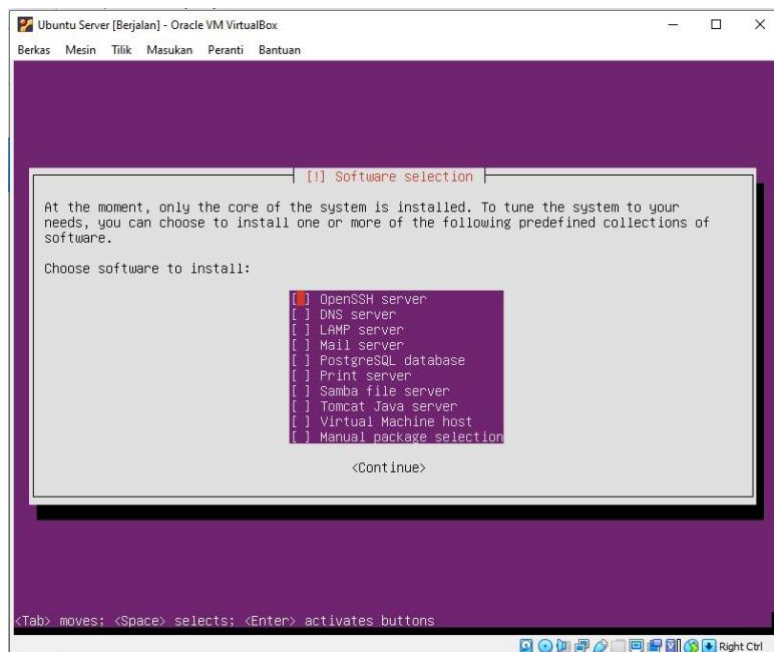 Ubuntu Server [Berjalan] - Oracle VM VirtualBox
Berkas Mesin Tilik Masukan Peranti Bantuan
[!] Software selection
At the moment, only the core of the system is installed. To tune the system to your
needs, you can choose to install one or more of the following predefined collections of
software.
Choose software to install:
[ ] OpenSSH server
[ ] DNS server
[ ] LAMP server
[ ] Mail server
[ ] PostgreSQL database
[ ] Print server
[ ] Samba file server
[ ] Tomcat Java server
[ ] Virtual Machine host
[ ] Manual package selection
<Continue>
<Tab> moves; <Space> selects; <Enter> activates buttons
Right Ctrl